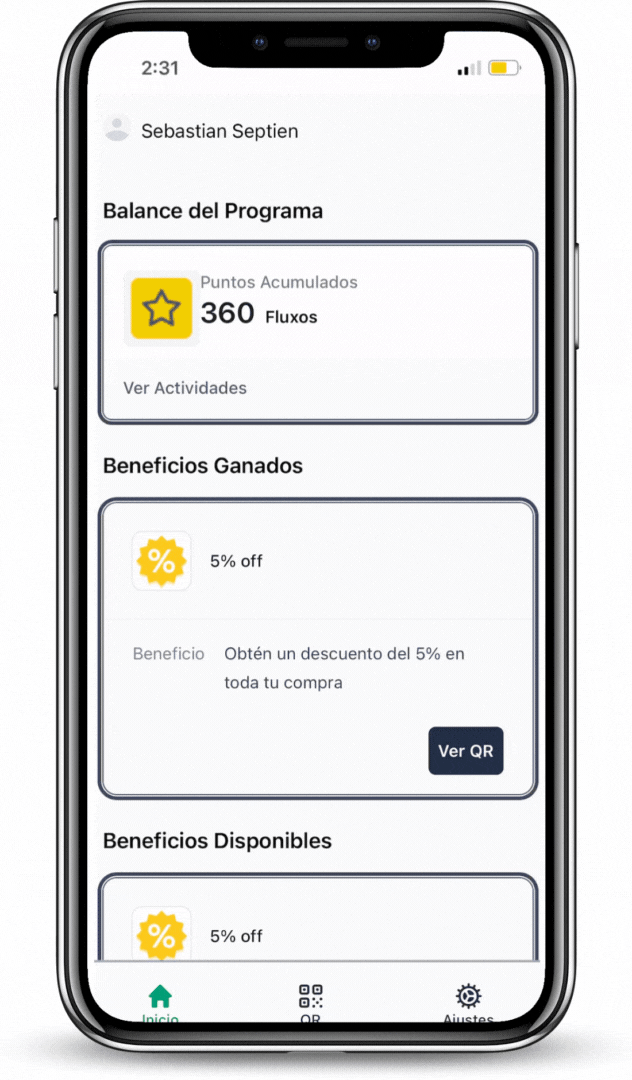 2:31
Sebastian Septien
Balance del Programa
Puntos Acumulados
360 Fluxos
Ver Actividades
Beneficios Ganados
%
5% off
Beneficio
Obtén un descuento del 5% en
toda tu compra
Ver QR
Beneficios Disponibles
%
5% off
Inicio
QR
Ajustes